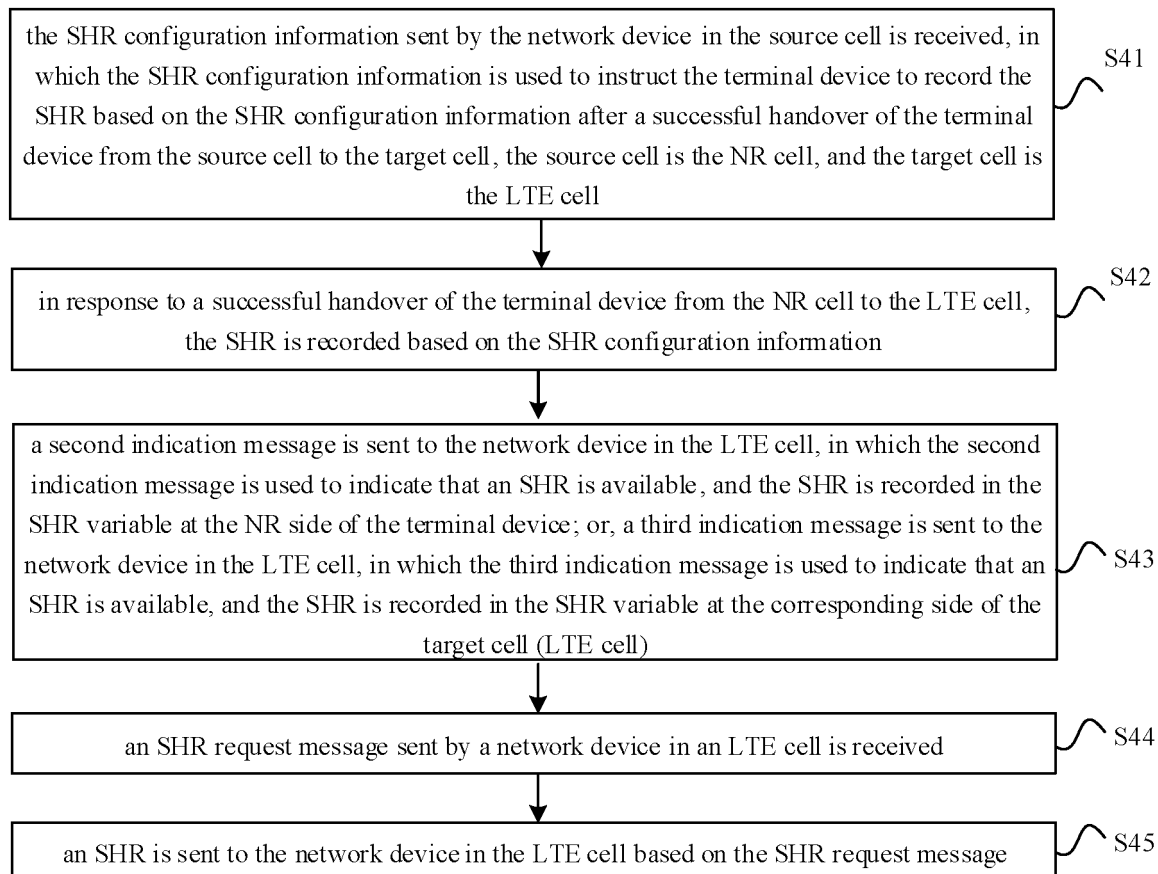 the SHR configuration information sent by the network device in the source cell is received, in
which the SHR configuration information is used to instruct the terminal device to record the
SHR based on the SHR configuration information after a successful handover of the terminal
device from the source cell to the target cell, the source cell is the NR cell, and the target cell is
the LTE cell
S41
in response to a successful handover of the terminal device from the NR cell to the LTE cell,
the SHR is recorded based on the SHR configuration information
S42
a second indication message is sent to the network device in the LTE cell, in which the second
indication message is used to indicate that an SHR is available, and the SHR is recorded in the
SHR variable at the NR side of the terminal device; or, a third indication message is sent to the
network device in the LTE cell, in which the third indication message is used to indicate that an
SHR is available, and the SHR is recorded in the SHR variable at the corresponding side of the
target cell (LTE cell)
S43
an SHR request message sent by a network device in an LTE cell is received
S44
an SHR is sent to the network device in the LTE cell based on the SHR request message
S45